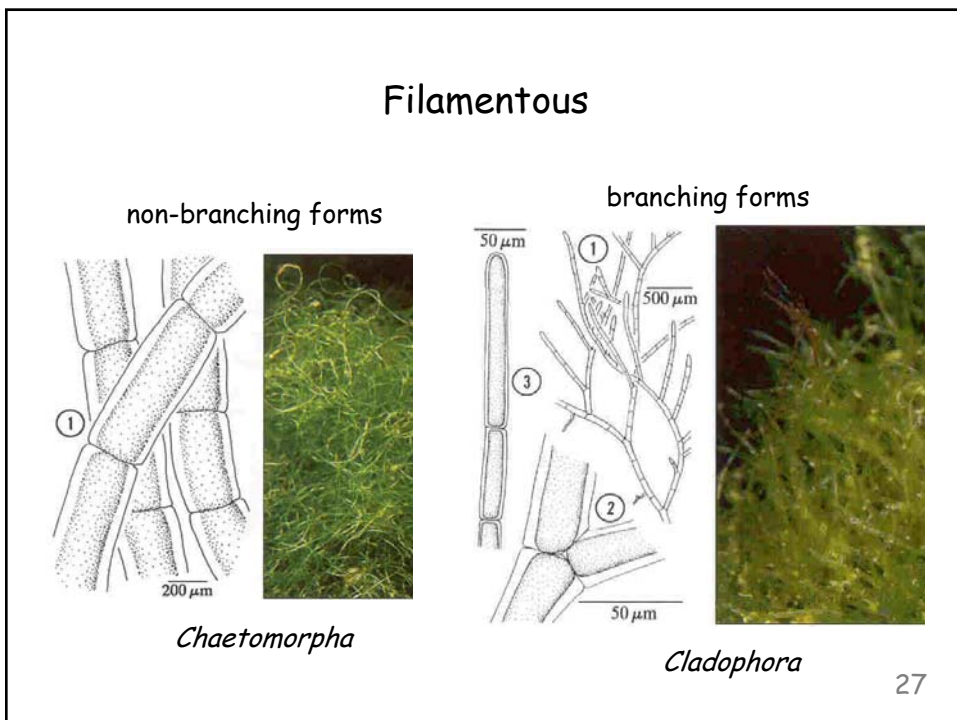 Filamentous
non-branching forms
1
200 μm
Chaetomorpha
branching forms
50 μm
1
500 μm
3
2
50 μm
Cladophora
27